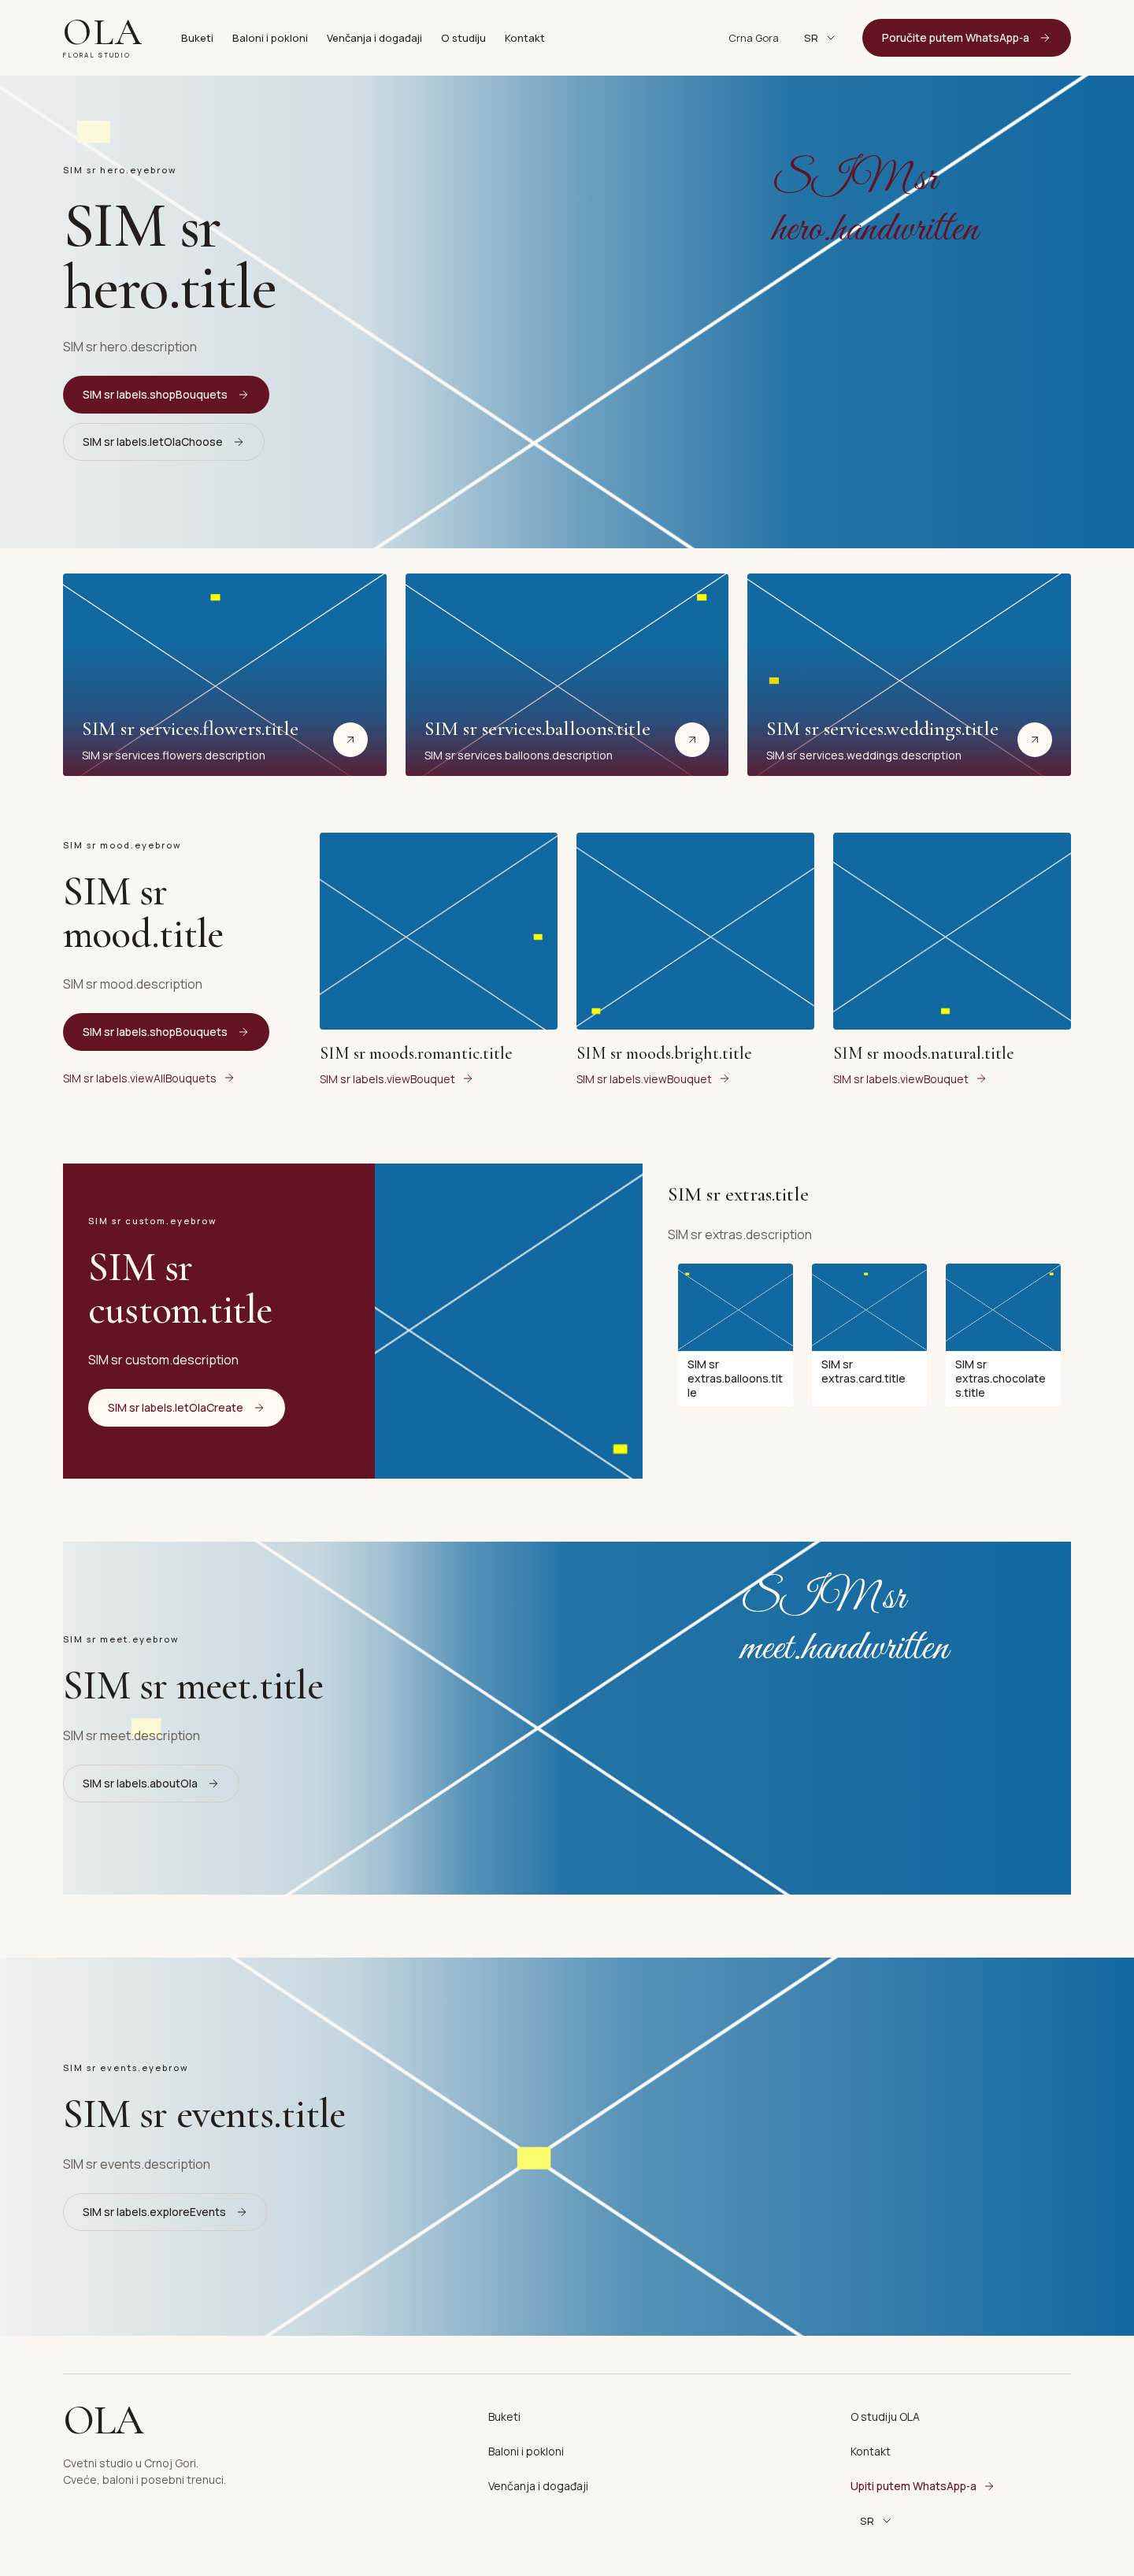 OLA
FLORAL STUDIO
Buketi
Baloni i pokloni
Venčanja i događaji
O studiju
Kontakt
Crna Gora
SR
Poručite putem WhatsApp-a
SIM sr hero.eyebrow
SIM sr
hero.title
SIM sr hero.description
SIM sr labels.shopBouquets
SIM sr labels.letOlaChoose
SIM sr
hero.handwritten
SIM sr services.flowers.title
SIM sr services.flowers.description
SIM sr services.balloons.title
SIM sr services.balloons.description
SIM sr services.weddings.title
SIM sr services.weddings.description
SIM sr mood.eyebrow
SIM sr
mood.title
SIM sr mood.description
SIM sr labels.shopBouquets
SIM sr labels.viewAllBouquets
SIM sr moods.romantic.title
SIM sr labels.viewBouquet
SIM sr moods.bright.title
SIM sr labels.viewBouquet
SIM sr moods.natural.title
SIM sr labels.viewBouquet
SIM sr custom.eyebrow
SIM sr
custom.title
SIM sr custom.description
SIM sr labels.letOlaCreate
SIM sr extras.title
SIM sr extras.description
SIM sr
extras.balloons.tit
le
SIM sr
extras.card.title
SIM sr
extras.chocolate
s.title
SIM sr meet.eyebrow
SIM sr meet.title
SIM sr meet.description
SIM sr labels.aboutOla
SIM sr
meet.handwritten
SIM sr events.eyebrow
SIM sr events.title
SIM sr events.description
SIM sr labels.exploreEvents
OLA
Cvetni studio u Crnoj Gori.
Cveće, baloni i posebni trenuci.
Buketi
Baloni i pokloni
Venčanja i događaji
O studiju OLA
Kontakt
Upiti putem WhatsApp-a
SR